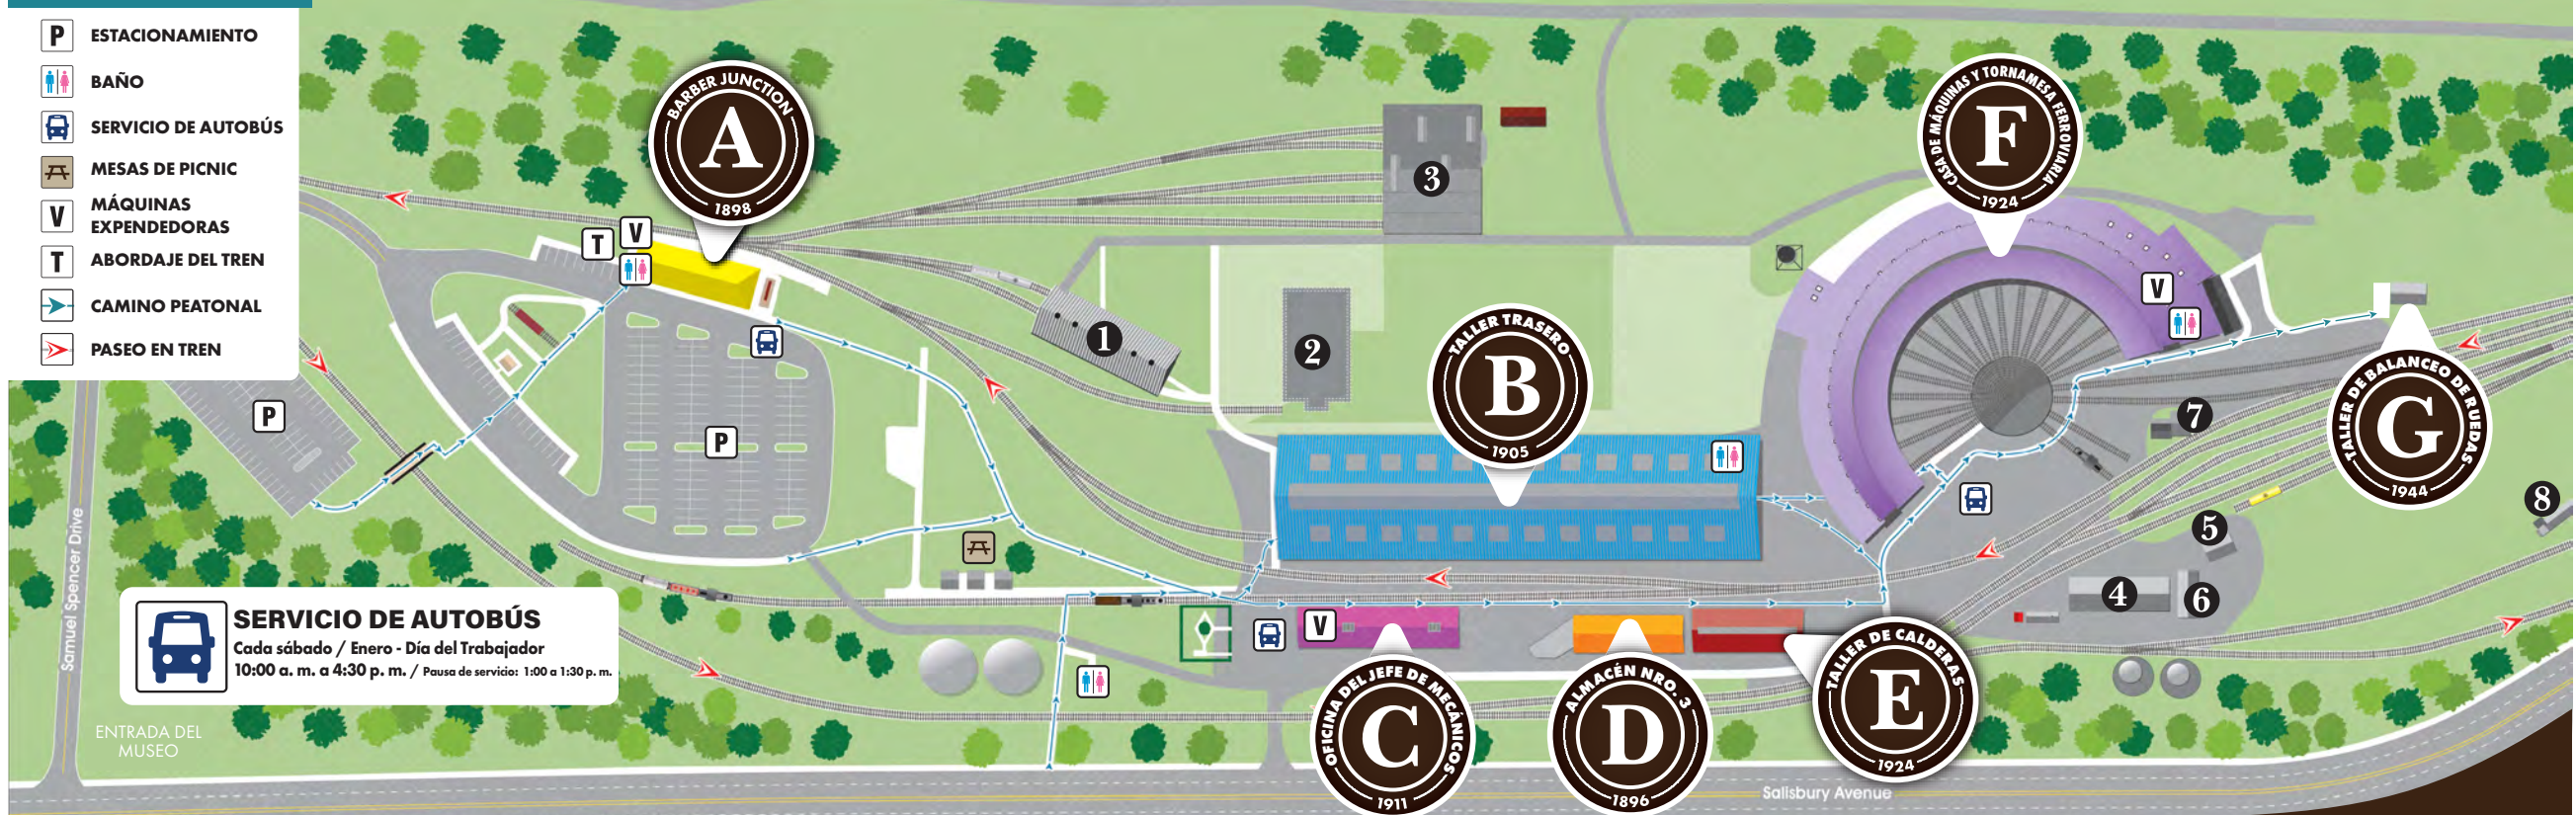 P ESTACIONAMIENTO
BAÑO
SERVICIO DE AUTOBÚS
MESAS DE PICNIC
V MÁQUINAS
EXPENDEDORAS
T ABORDAJE DEL TREN
CAMINO PEATONAL
PASEO EN TREN
BARBER JUNCTION
A
1898
T
V
P
P
1
2
3
TALLER TRASERO
B
1905
CASA DE MÁQUINAS Y TORNAMESA FERROVIARIA
F
1924
V
TALLER DE BALANCEO DE RUEDAS
G
1944
7
5
8
4
6
Samuel Spencer Drive
SERVICIO DE AUTOBÚS
Cada sábado / Enero - Día del Trabajador
10:00 a. m. a 4:30 p. m. / Pausa de servicio: 1:00 a 1:30 p. m.
ENTRADA DEL
MUSEO
V
OFICINA DEL JEFE DE MECÁNICOS
C
1911
ALMACÉN NRO. 3
D
1896
TALLER DE CALDERAS
E
1924
Salisbury Avenue